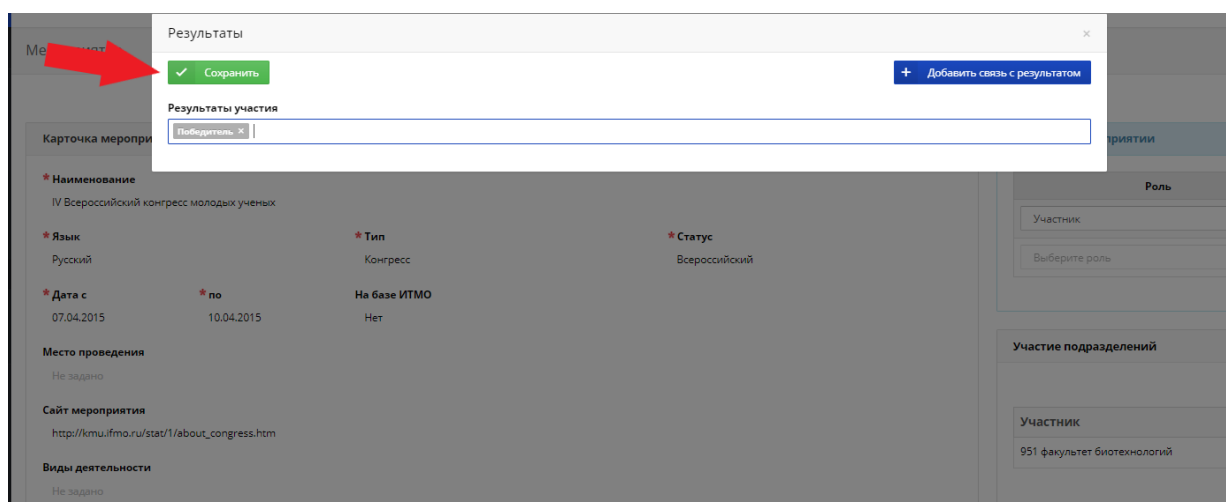 Результаты
×
Сохранить
+ Добавить связь с результатом
Результаты участия
Победитель ×
Карточка
* Наименование
IV Всероссийский конгресс молодых ученых
* Язык
* Тип
* Статус
Русский
Конгресс
Всероссийский
* Дата с
* по
На базе ИТМО
07.04.2015
10.04.2015
Нет
Место проведения
Не задано
Сайт мероприятия
http://kmu.ifmo.ru/stat/1/about_congress.htm
Виды деятельности
Не задано
Роль
Участник
Выберите роль
Участие подразделений
Участник
951 факультет биотехнологий